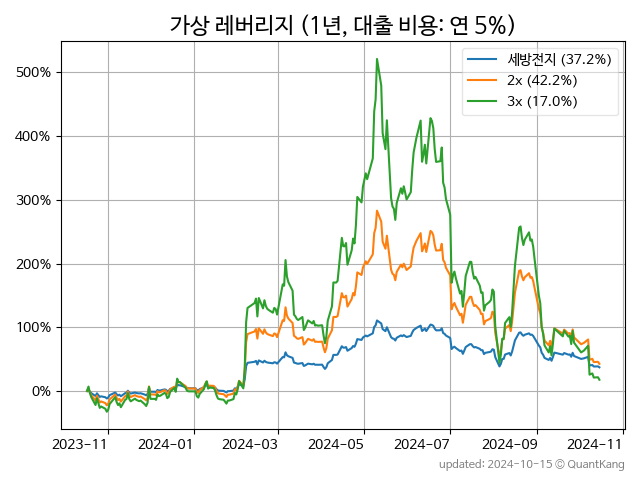 가상 레버리지 (1년, 대출 비용: 연 5%)
세방전지 (37.2%)
2x (42.2%)
3x (17.0%)
500%
400%
300%
200%
100%
0%
2023-11 2024-01 2024-03 2024-05 2024-07 2024-09 2024-11
updated: 2024-10-15 © QuantKang